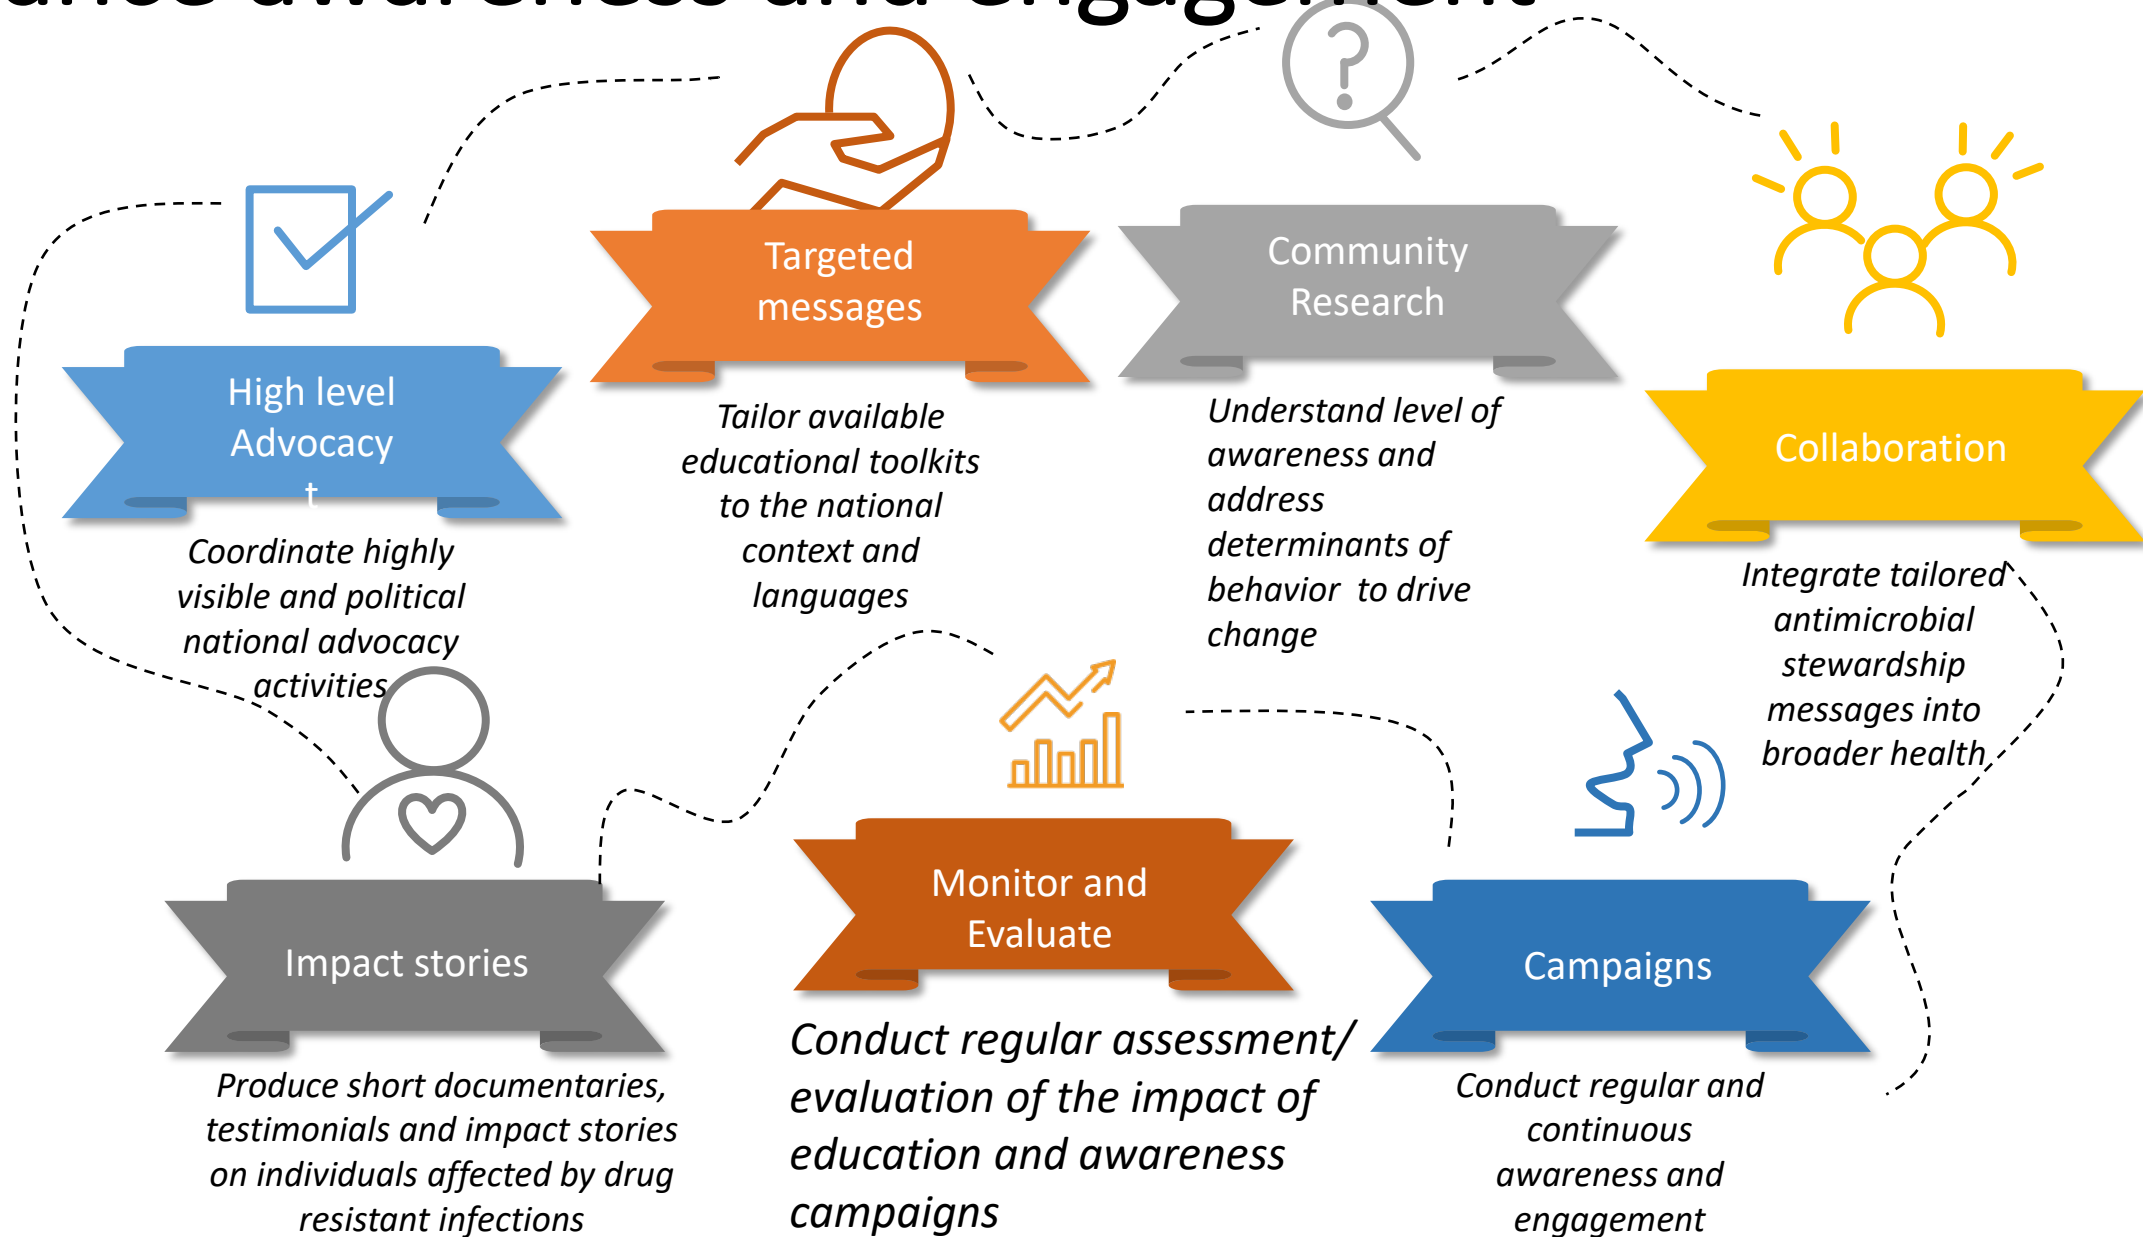 ance awareness and engagement
High level
Advocacy
t
Coordinate highly
visible and political
national advocacy
activities
Targeted
messages
Tailor available
educational toolkits
to the national
context and
languages
?
Community
Research
Understand level of
awareness and
address
determinants of
behavior to drive
change
Collaboration
Integrate tailored
antimicrobial
stewardship
messages into
broader health
Impact stories
Produce short documentaries,
testimonials and impact stories
on individuals affected by drug
resistant infections
Monitor and
Evaluate
Conduct regular assessment/
evaluation of the impact of
education and awareness
campaigns
Campaigns
Conduct regular and
continuous
awareness and
engagement